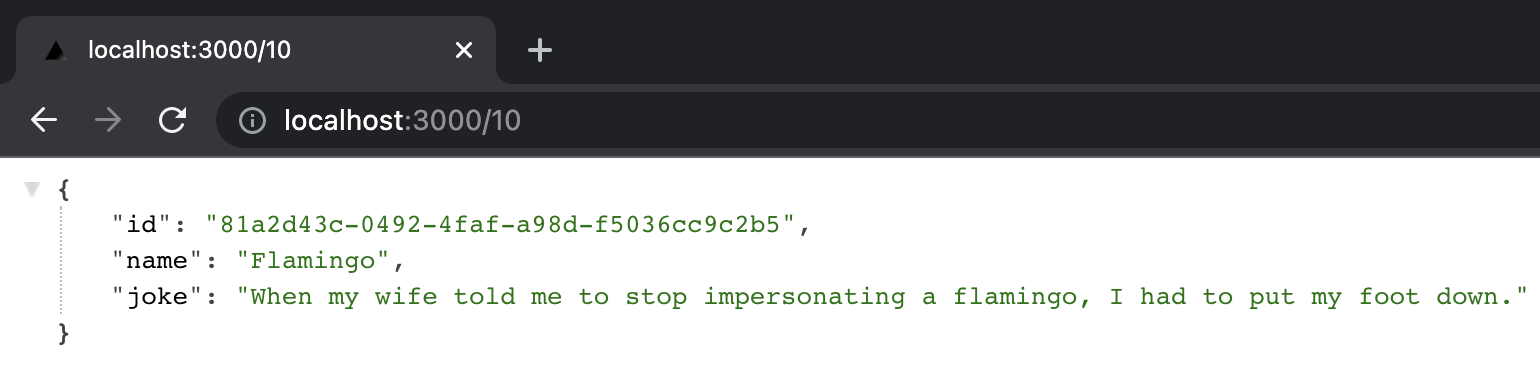 localhost:3000/10
localhost:3000/10
{
"id": "81a2d43c-0492-4faf-a98d-f5036cc9c2b5",
"name": "Flamingo",
"joke": "When my wife told me to stop impersonating a flamingo, I had to put my foot down."
}